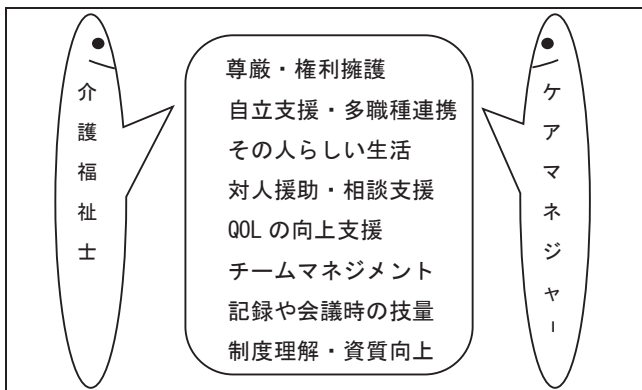 介護福祉士
尊厳・権利擁護
自立支援・多職種連携
その人らしい生活
対人援助・相談支援
QOLの向上支援
チームマネジメント
記録や会議時の技量
制度理解・資質向上
ケアマネジャー